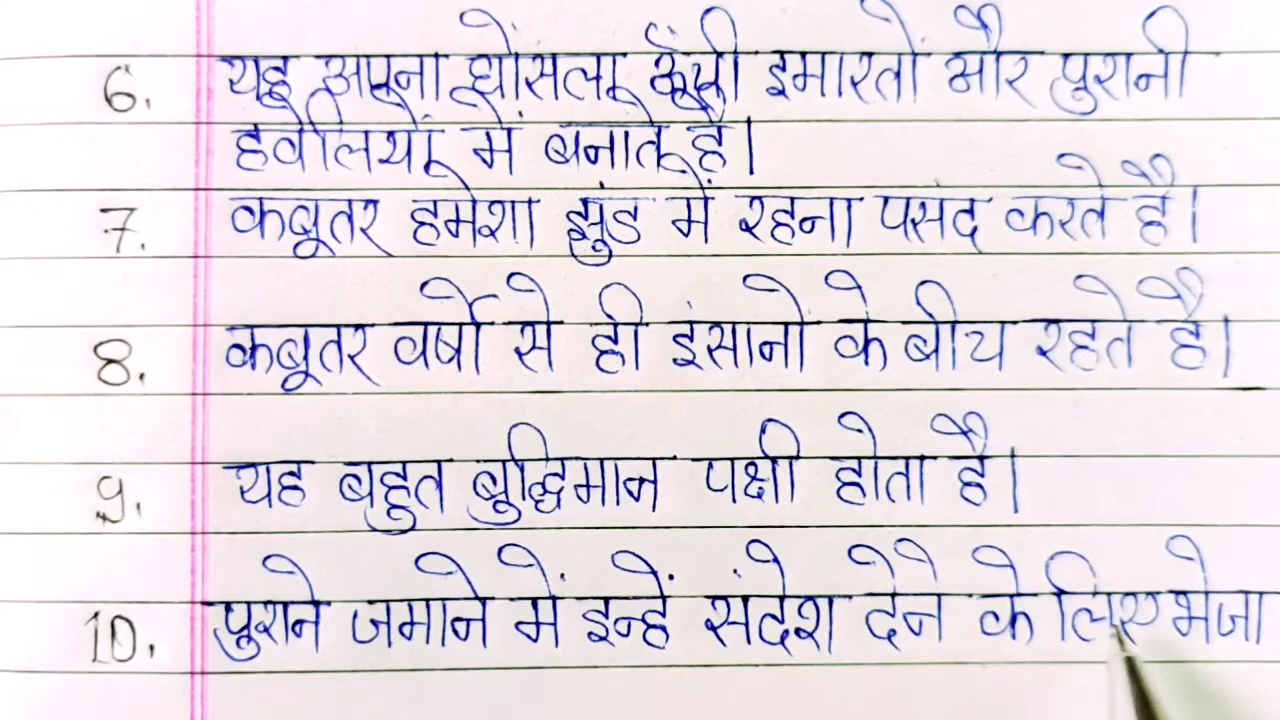 6. यह अपना घोंसला ऊँची इमारतों और पुरानी
हवेलियों में बनाते है।
7. कबूतर हमेशा झुंड में रहना पसंद करते है।
8. कबूतर वर्षो से ही इंसानो के बीच रहते है।
9. यह बहुत बुद्धिमान पक्षी होता है।
10. पुराने जमाने में इन्हें संदेश देने के लिए भेजा